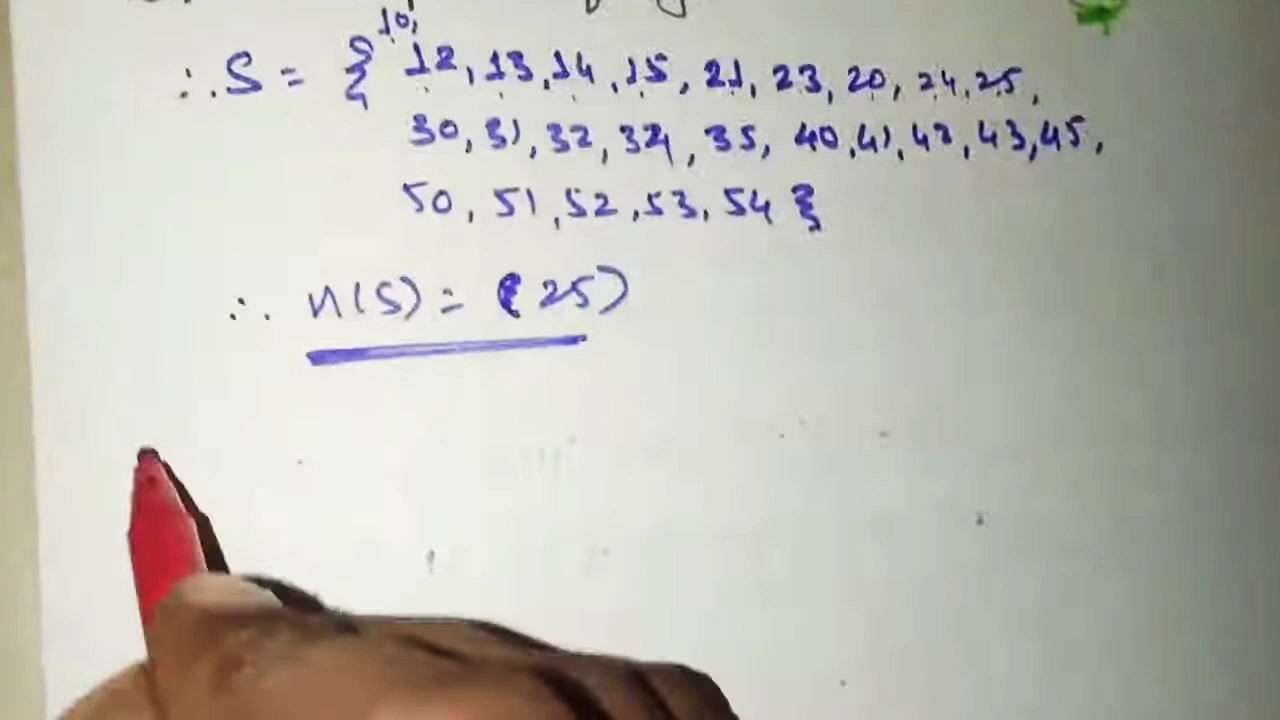 ∴ S = { 10, 12, 13, 14, 15, 21, 23, 20, 24, 25,
30, 31, 32, 34, 35, 40, 41, 42, 43, 45,
50, 51, 52, 53, 54 }
∴ n(S) = (25)